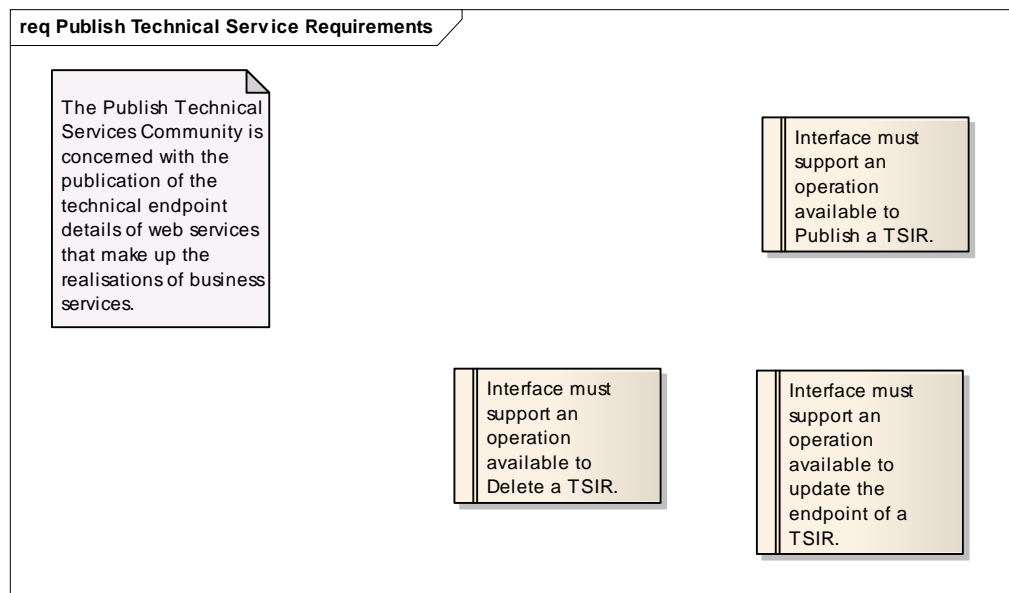 req Publish Technical Service Requirements
The Publish Technical
Services Community is
concerned with the
publication of the
technical endpoint
details of web services
that make up the
realisations of business
services.
Interface must
support an
operation
available to
Publish a TSIR.
Interface must
support an
operation
available to
Delete a TSIR.
Interface must
support an
operation
available to
update the
endpoint of a
TSIR.